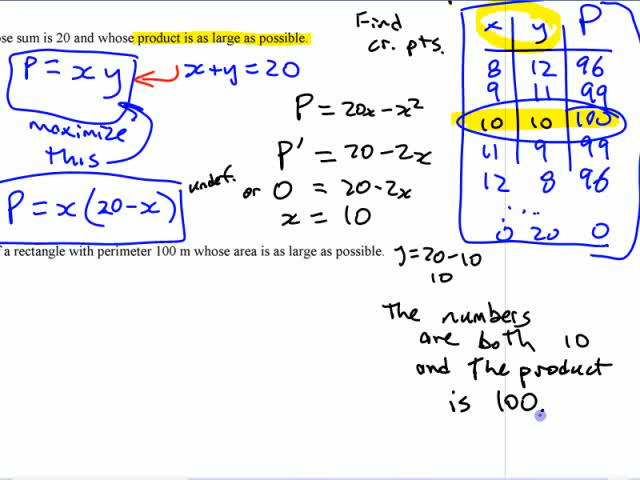 ose sum is 20 and whose product is as large as possible.
P = x y
x + y = 20
maximize
this
P = x (20 - x)
Find
cr. pts.
P = 20x - x²
P' = 20 - 2x
undef.
or 0 = 20 - 2x
x = 10
f a rectangle with perimeter 100 m whose area is as large as possible.
y = 20 - 10
10
x y P
8 12 96
9 11 99
10 10 100
11 9 99
12 8 96
. . . .
0 20 0
The numbers
are both 10
and the product
is 100.